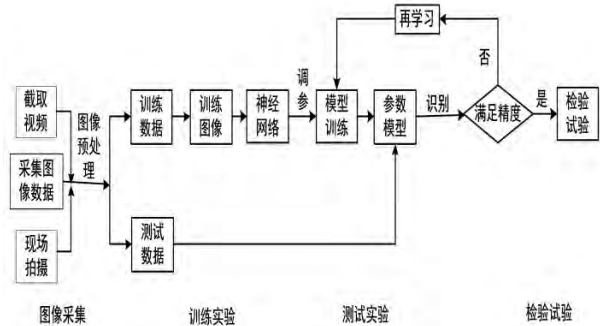 再学习
否
截取
视频
图像
预处
理
采集图
像数据
现场
拍摄
训练
数据
训练
图像
神经
网络
调
参
模型
训练
参数
模型
识别
满足精度
是
检验
试验
测试
数据
图像采集
训练实验
测试实验
检验试验